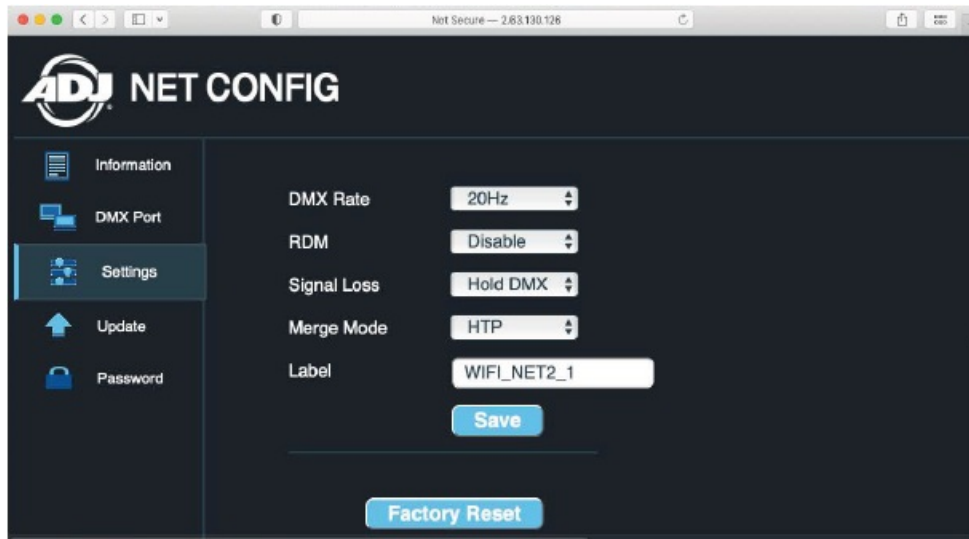 Not Secure — 2.63.130.126
ADJ NET CONFIG
Information
DMX Port
Settings
Update
Password
DMX Rate 20Hz
RDM Disable
Signal Loss Hold DMX
Merge Mode HTP
Label WIFI_NET2_1
Save
Factory Reset